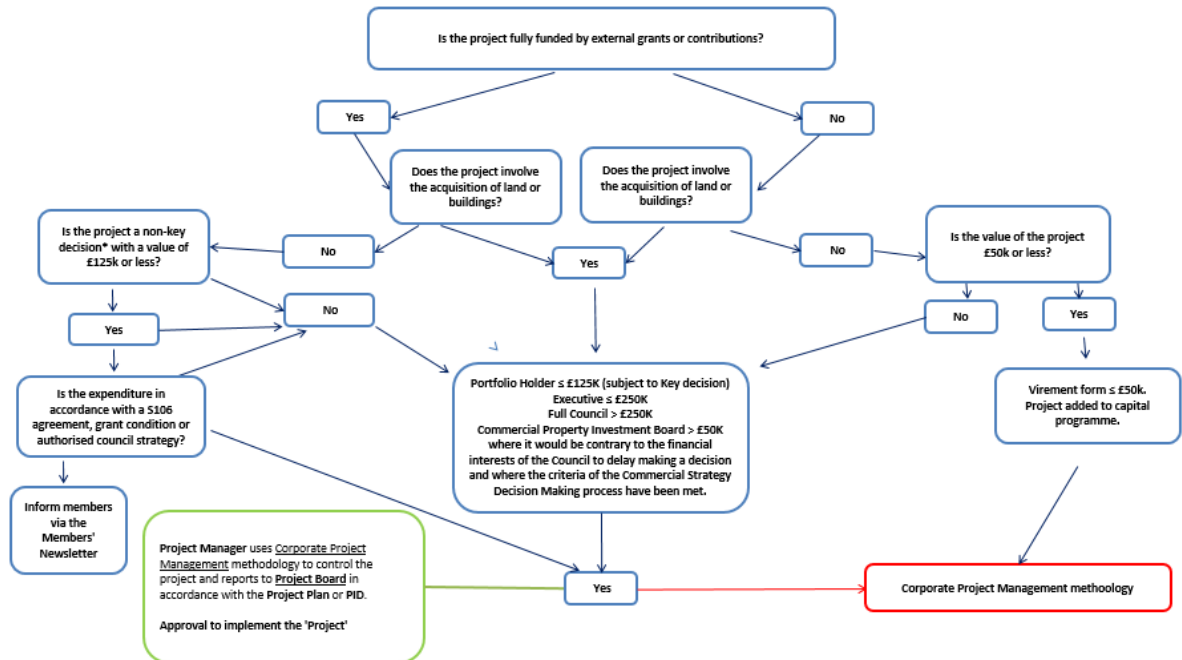 Is the project fully funded by external grants or contributions?
Yes
No
Does the project involve
the acquisition of land or
buildings?
Does the project involve
the acquisition of land or
buildings?
Is the project a non-key
decision* with a value of
£125k or less?
No
Yes
No
Is the value of the project
£50k or less?
Yes
No
No
Yes
Is the expenditure in
accordance with a S106
agreement, grant condition or
authorised council strategy?
Portfolio Holder ≤ £125K (subject to Key decision)
Executive ≤ £250K
Full Council > £250K
Commercial Property Investment Board > £50K
where it would be contrary to the financial
interests of the Council to delay making a decision
and where the criteria of the Commercial Strategy
Decision Making process have been met.
Virement form ≤ £50k.
Project added to capital
programme.
Inform members
via the
Members'
Newsletter
Project Manager uses Corporate Project
Management methodology to control the
project and reports to Project Board in
accordance with the Project Plan or PID.
Approval to implement the 'Project'
Yes
Corporate Project Management methoology